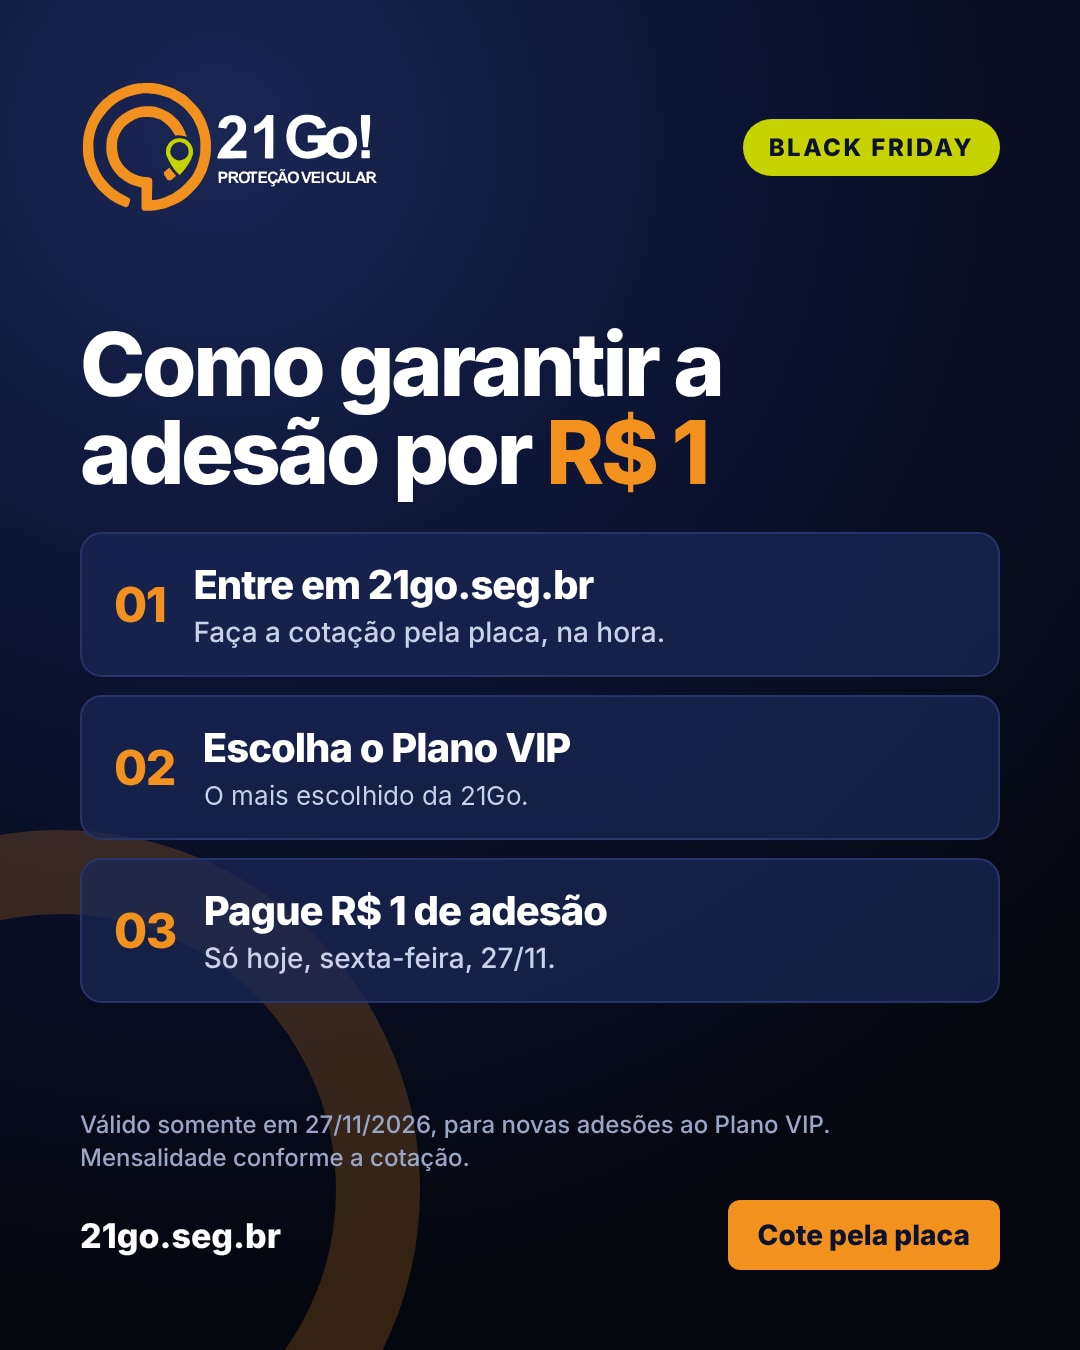 21Go!
PROTEÇÃO VEICULAR
BLACK FRIDAY
Como garantir a
adesão por R$ 1
01
Entre em 21go.seg.br
Faça a cotação pela placa, na hora.
02
Escolha o Plano VIP
O mais escolhido da 21Go.
03
Pague R$ 1 de adesão
Só hoje, sexta-feira, 27/11.
Válido somente em 27/11/2026, para novas adesões ao Plano VIP.
Mensalidade conforme a cotação.
21go.seg.br
Cote pela placa